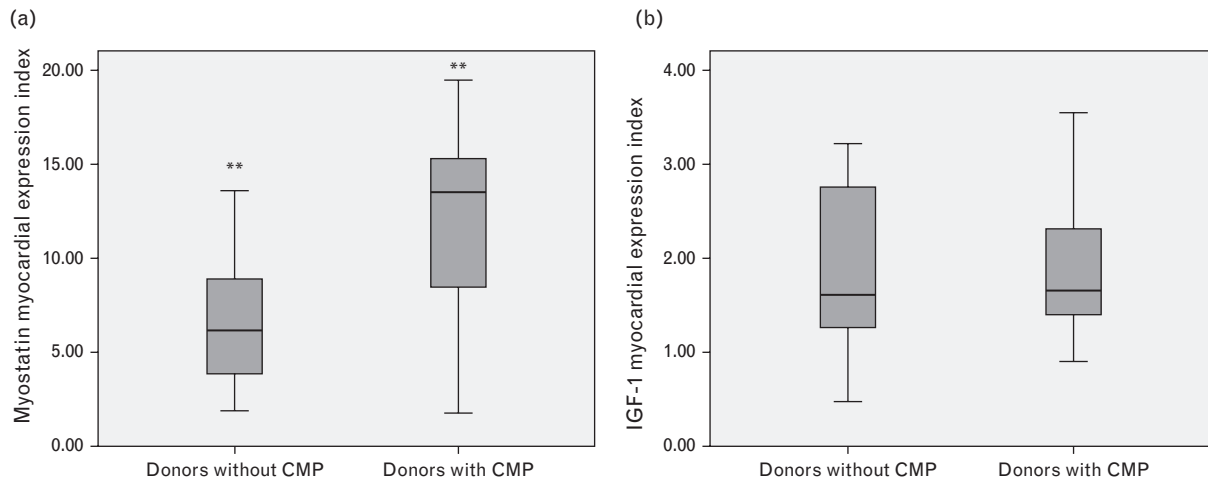 (a)
Myostatin myocardial expression index
20.00
15.00
10.00
5.00
0.00
**
**
Donors without CMP
Donors with CMP
(b)
IGF-1 myocardial expression index
4.00
3.00
2.00
1.00
0.00
Donors without CMP
Donors with CMP